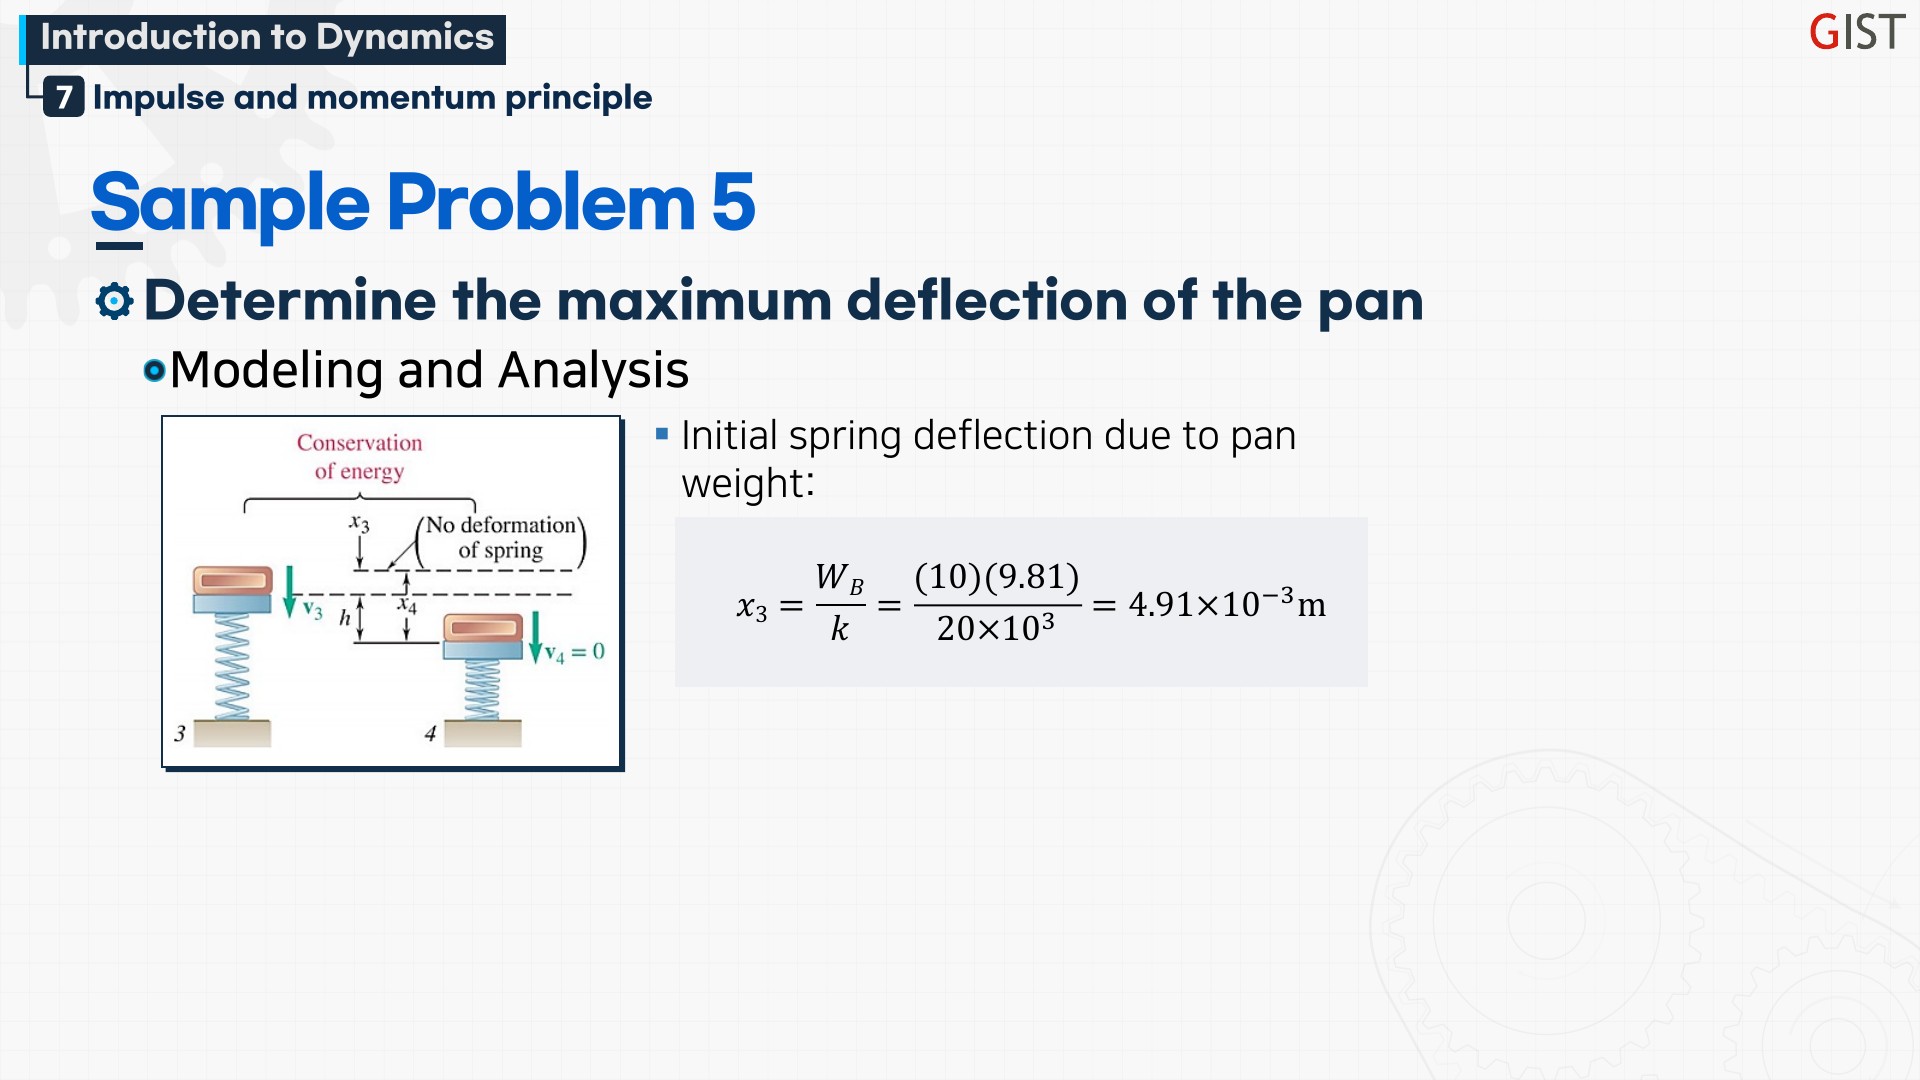 Introduction to Dynamics
GIST
7 Impulse and momentum principle
Sample Problem 5
Determine the maximum deflection of the pan
Modeling and Analysis
Conservation
of energy
x₃
(No deformation
of spring)
v₃
h
x₄
v₄ = 0
3
4
Initial spring deflection due to pan
weight:
x₃ = W_B/k = (10)(9.81)/20×10³ = 4.91×10⁻³m